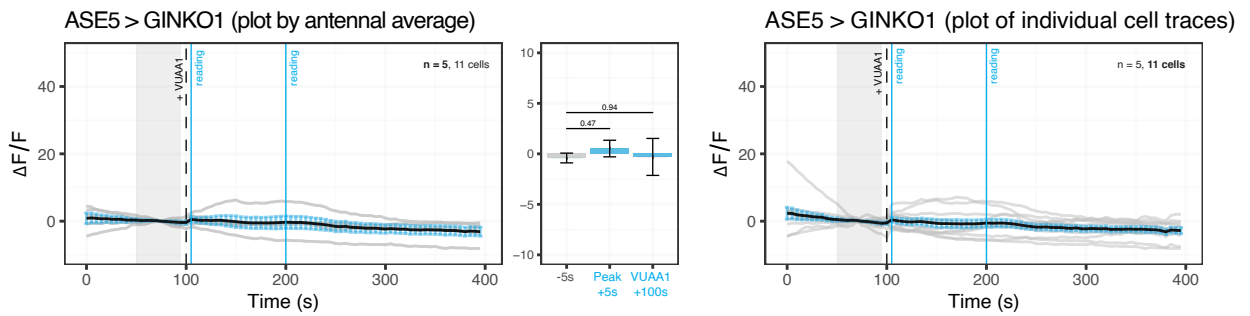 ASE5 > GINKO1 (plot by antennal average)
ΔF/F
40
20
0
+ VUAA1
reading
reading
n = 5, 11 cells
0
100
200
300
400
Time (s)
10
5
0
−5
−10
0.94
0.47
-5s
Peak
+5s
VUAA1
+100s
ASE5 > GINKO1 (plot of individual cell traces)
ΔF/F
40
20
0
+ VUAA1
reading
reading
n = 5, 11 cells
0
100
200
300
400
Time (s)